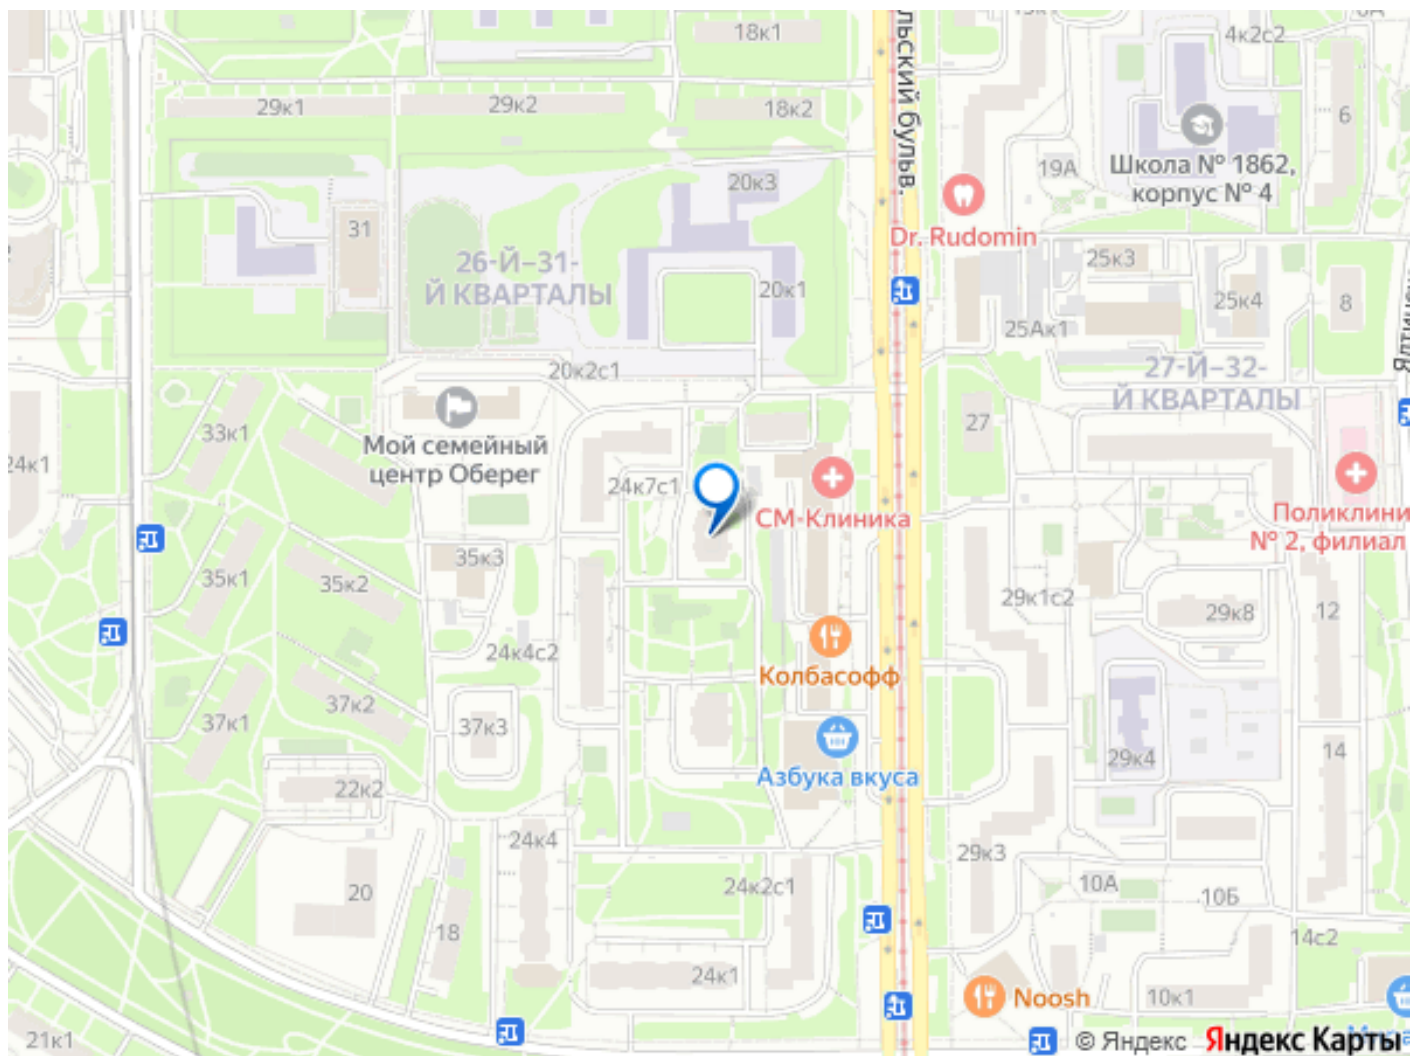 18к1
4к2с2
льский бульв.
29к1
29к2
18к2
6
19А
Школа № 1862,
корпус № 4
20к3
31
Dr. Rudomin
26-Й–31-
Й КВАРТАЛЫ
20к1
25к3
25к4
8
25Ак1
20к2с1
27-Й–32-
Й КВАРТАЛЫ
33к1
Мой семейный
центр Оберег
27
24к1
24к7с1
СМ-Клиника
Поликлини
№ 2, филиал
35к3
35к1
35к2
29к1с2
29к8
12
24к4с2
Колбасофф
37к1
37к2
37к3
Азбука вкуса
29к4
14
22к2
24к4
29к3
20
24к2с1
10А
10Б
18
14с2
24к1
Noosh
10к1
21к1
© Яндекс
Яндекс Карты